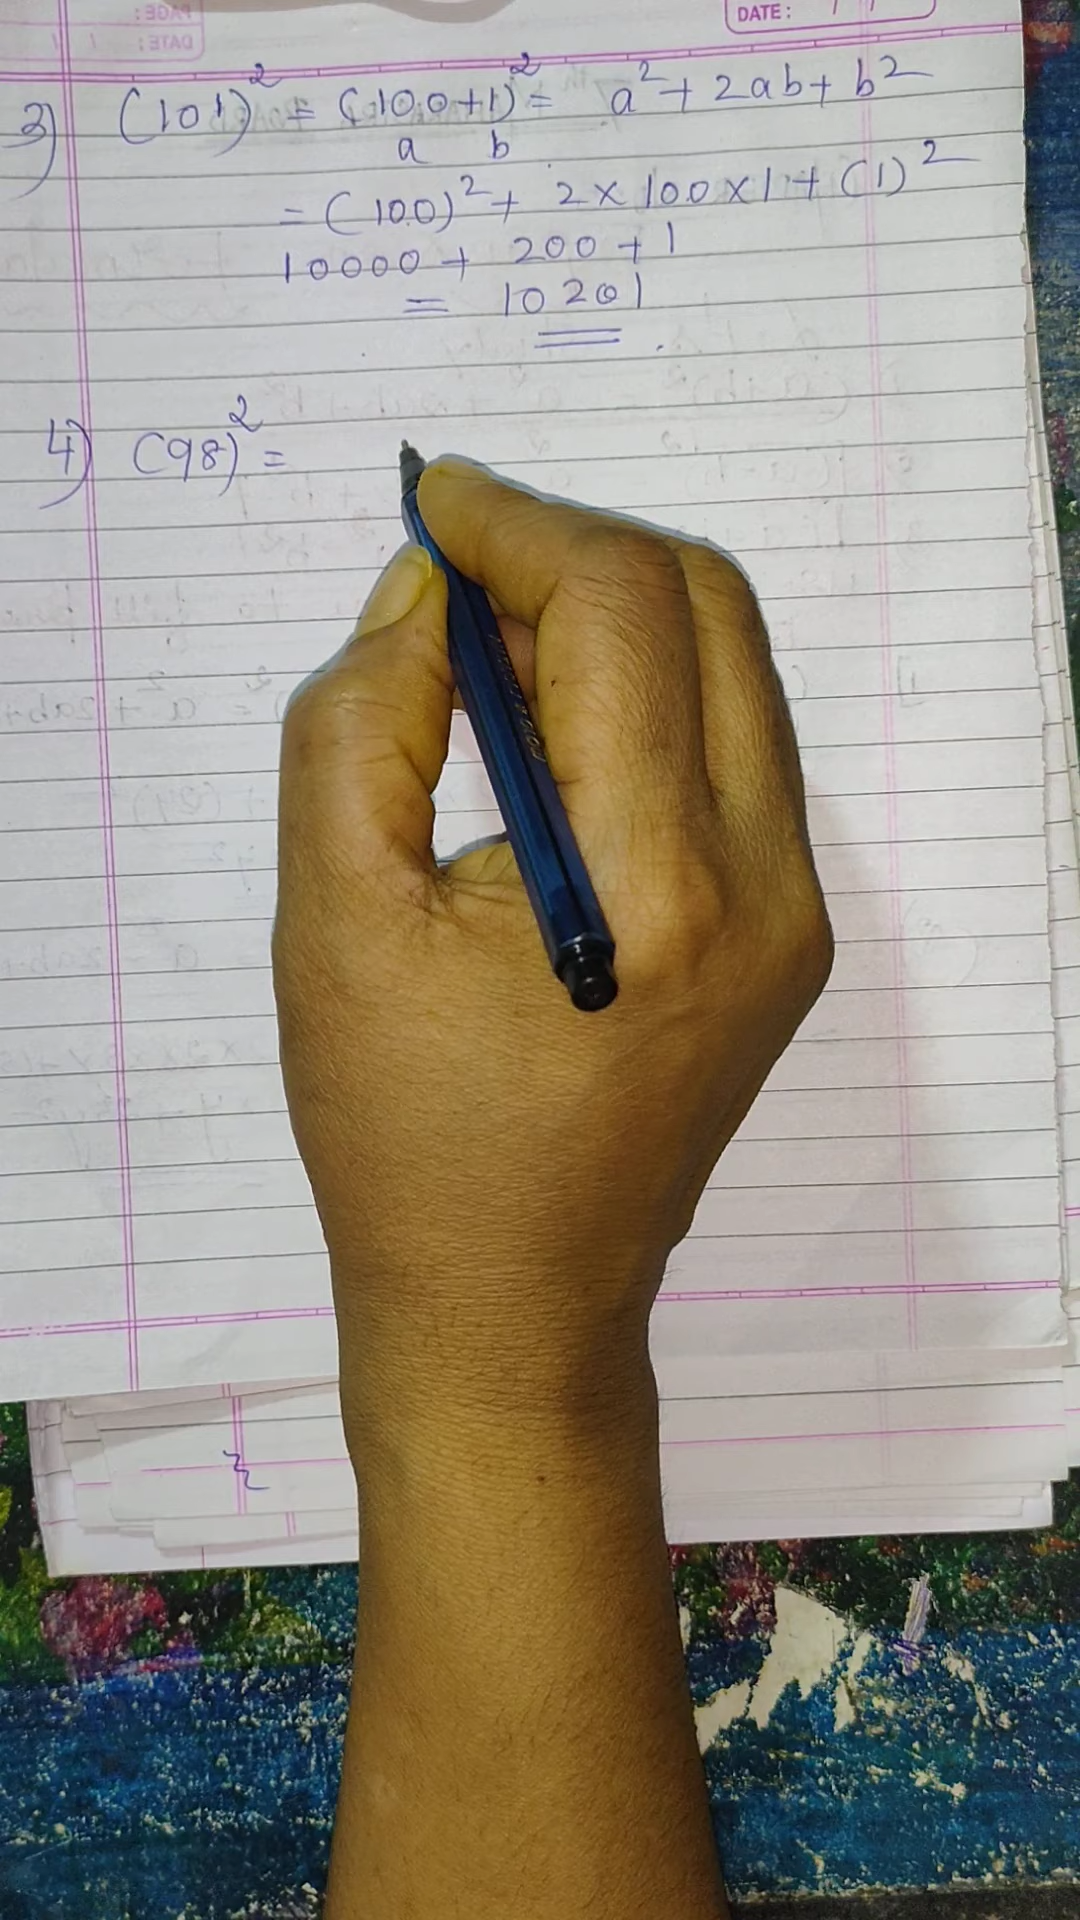 DATE: / /
3) (101)² = (100+1)² = a² + 2ab + b²
a b
= (100)² + 2 × 100 × 1 + (1)²
10000 + 200 + 1
= 10201
4) (98)² =